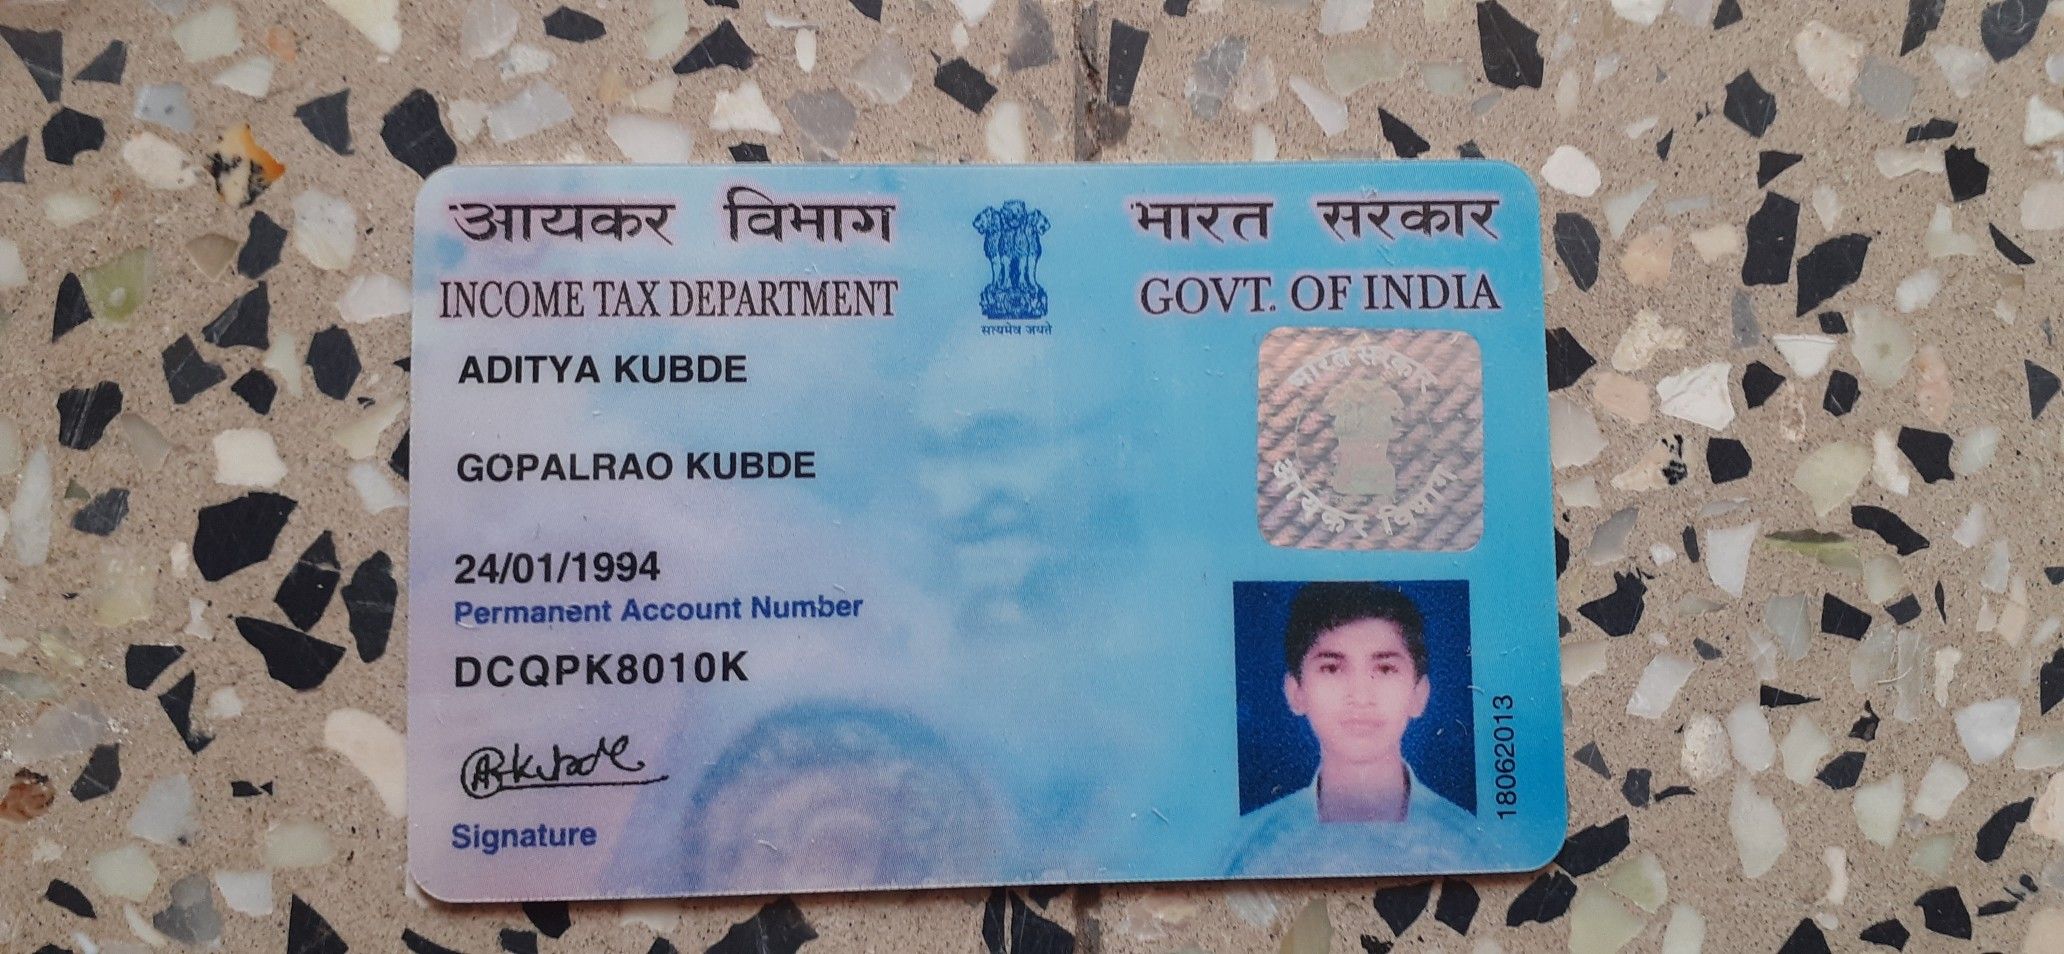 आयकर विभाग
भारत सरकार
INCOME TAX DEPARTMENT
GOVT. OF INDIA
सत्यमेव जयते
ADITYA KUBDE
GOPALRAO KUBDE
24/01/1994
Permanent Account Number
DCQPK8010K
Signature
भारत सरकार
आयकर विभाग
18062013